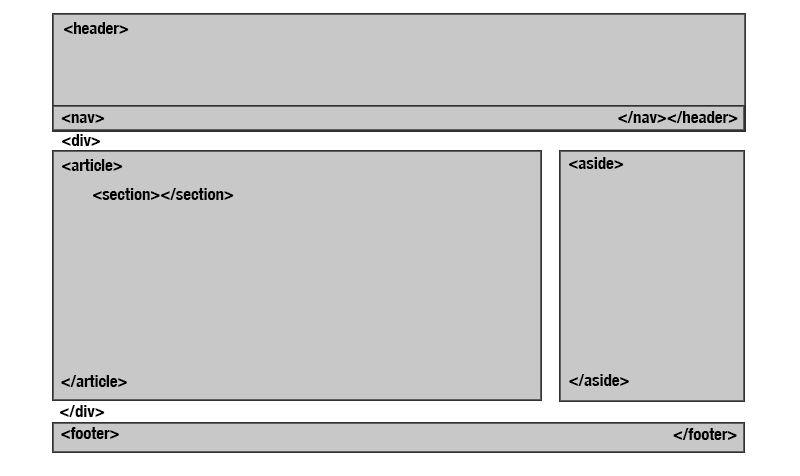 <header>
<nav> </nav></header>
<div>
<article>
<section></section>
</article>
<aside>
</aside>
</div>
<footer> </footer>